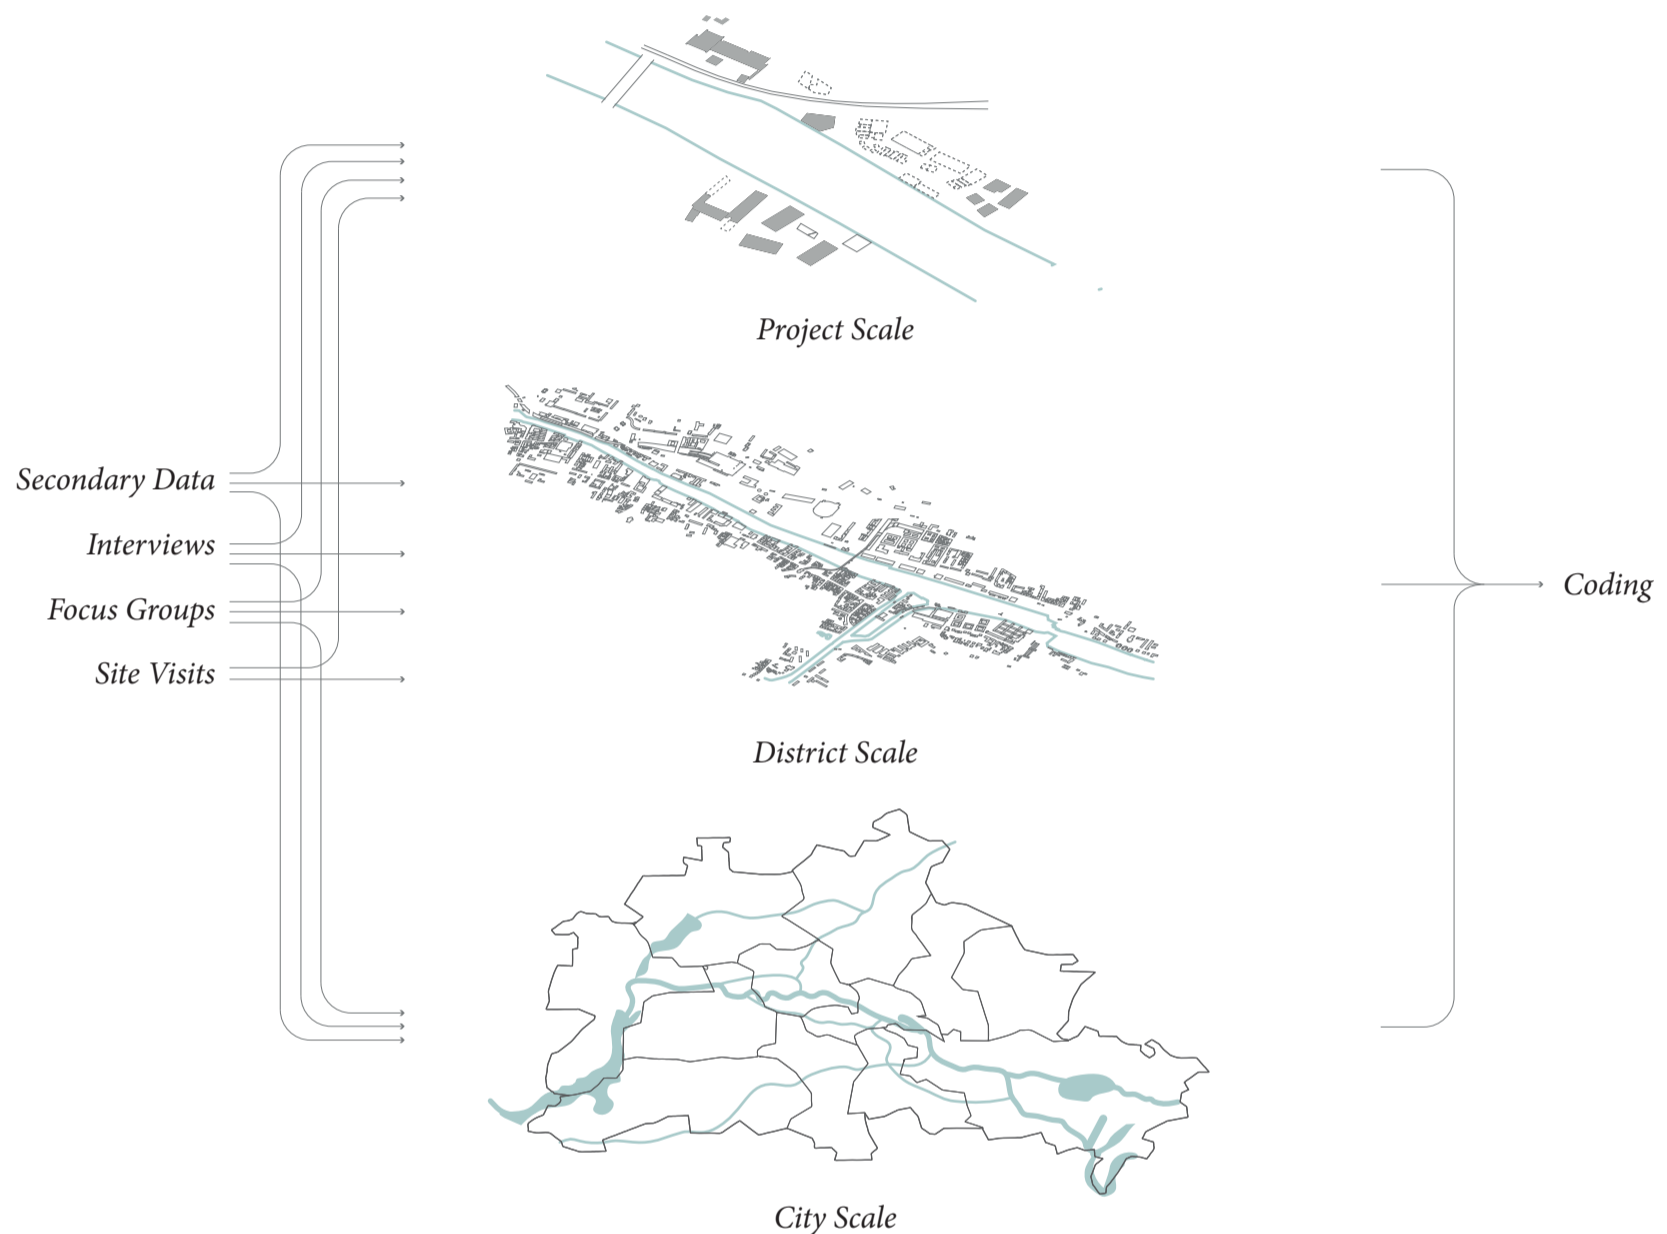 Project Scale
Secondary Data
Interviews
Focus Groups
Site Visits
District Scale
Coding
City Scale